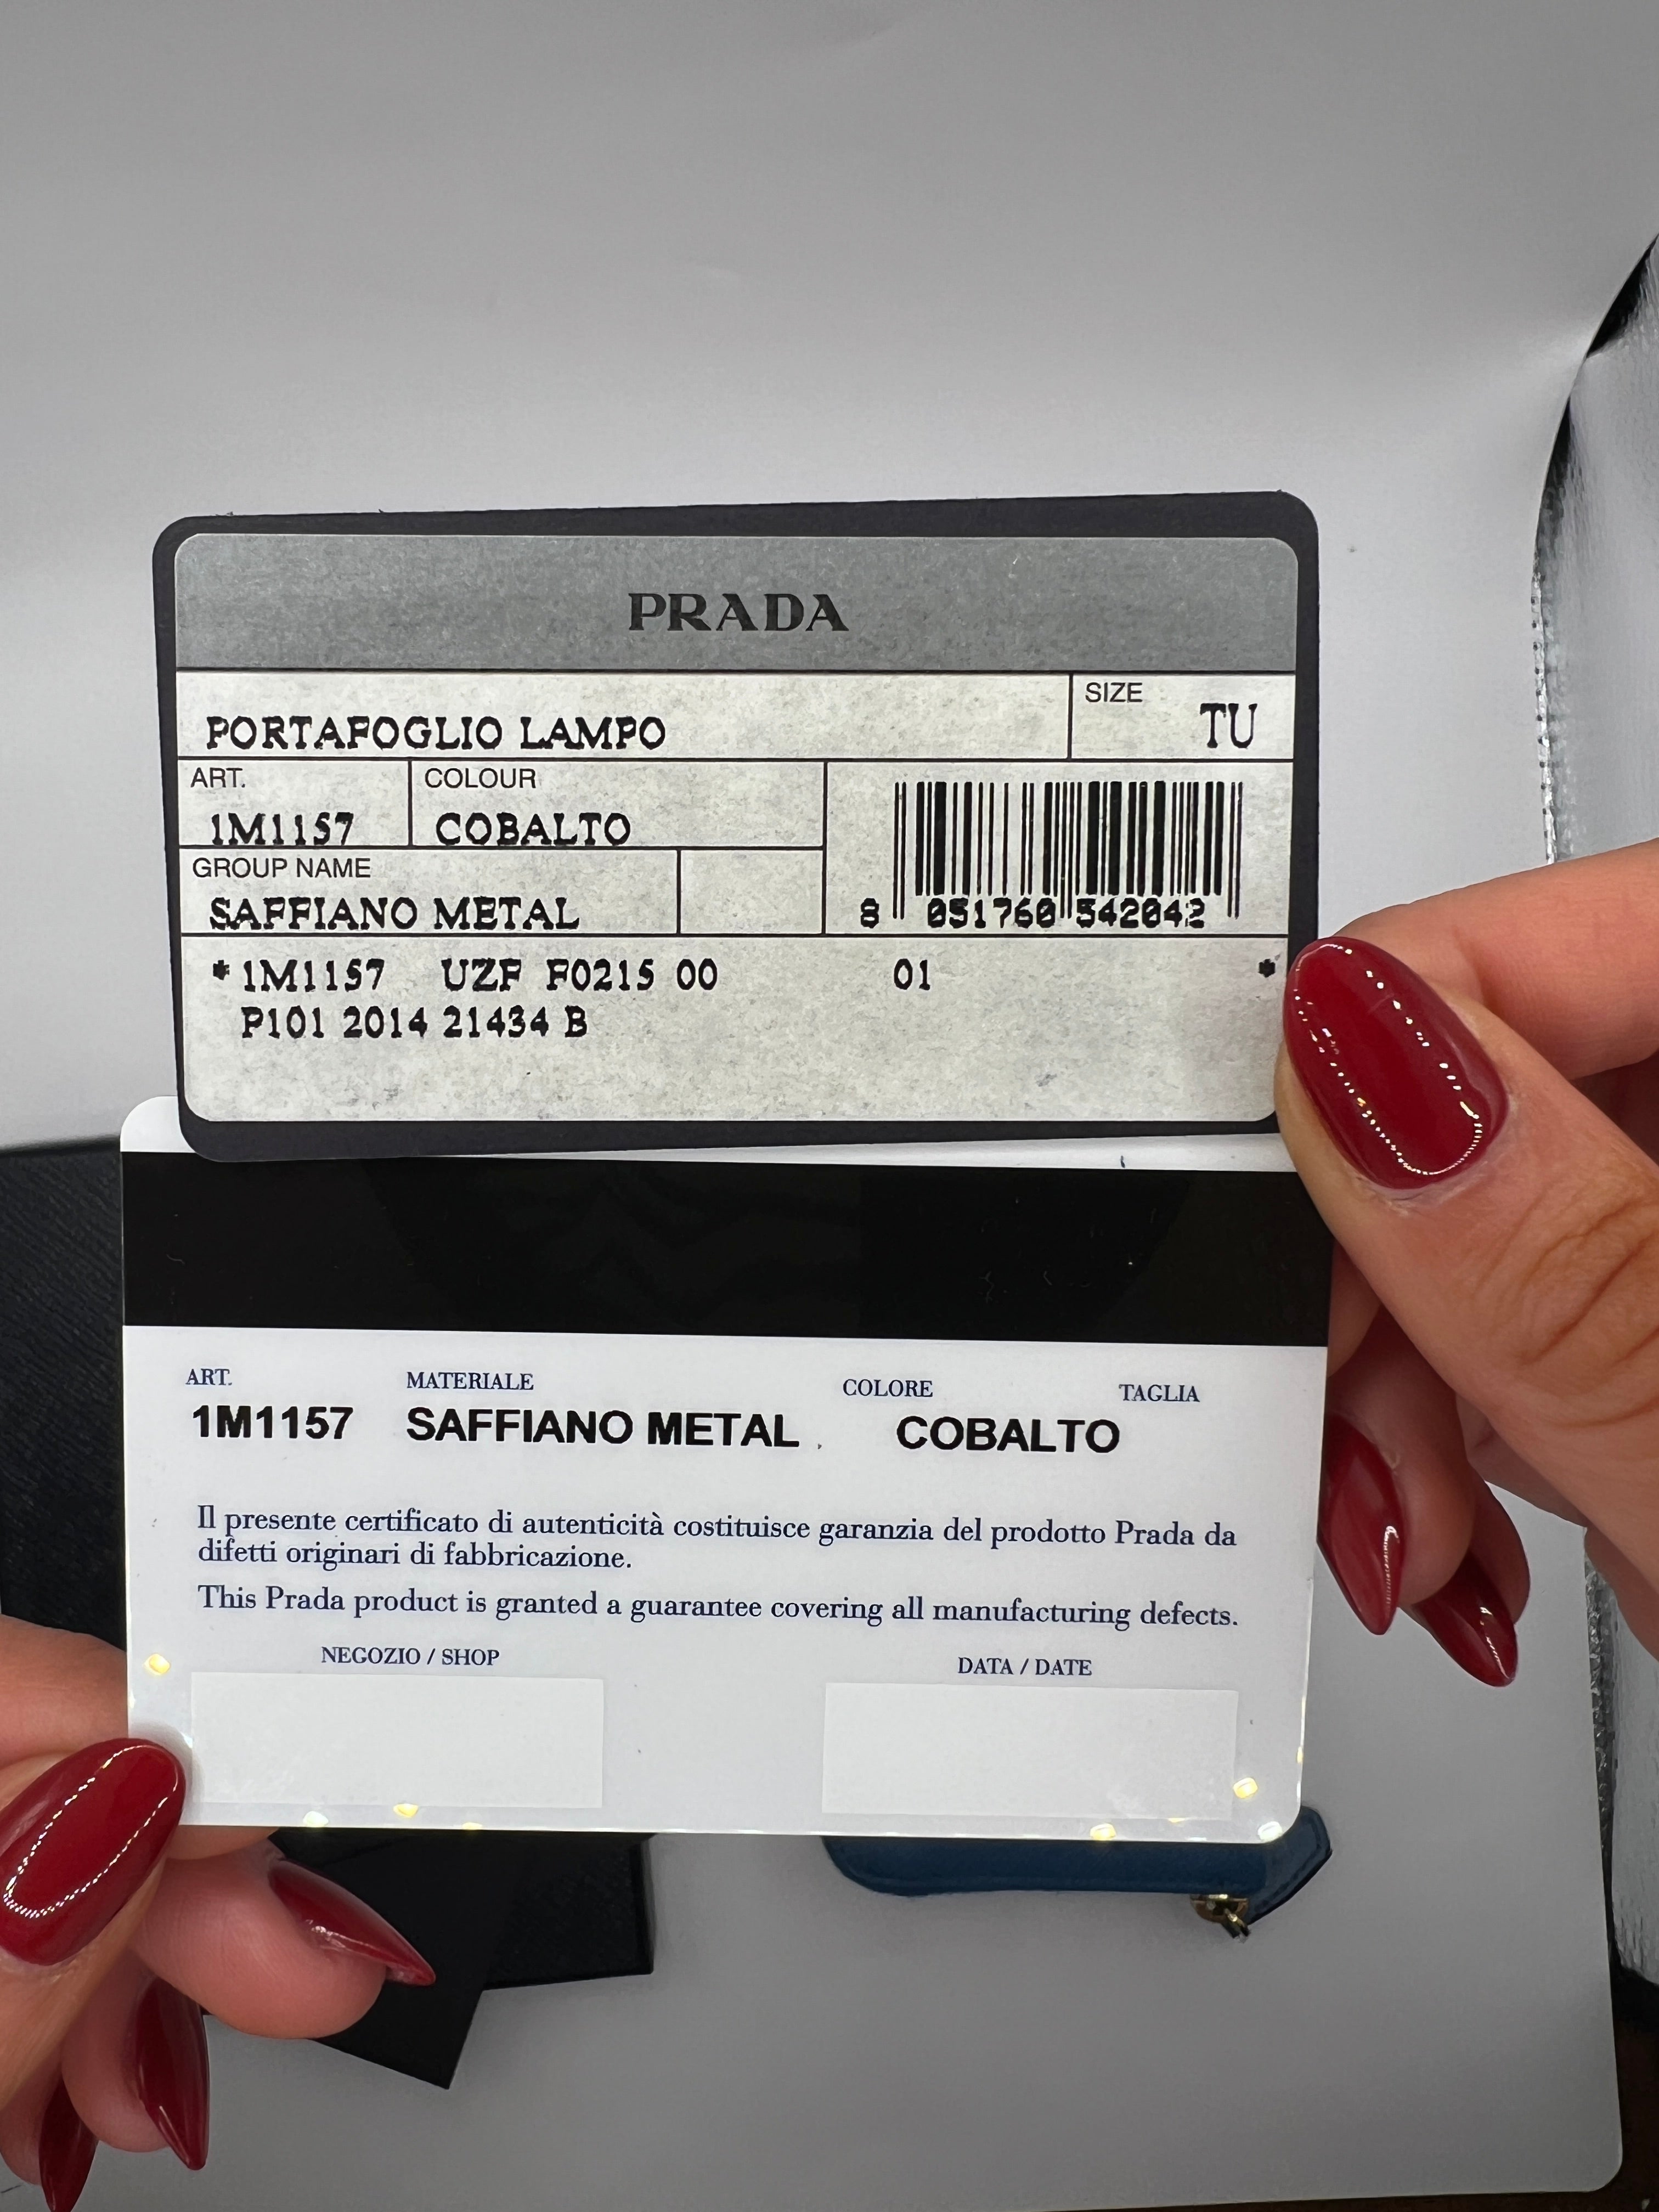 PRADA
PORTAFOGLIO LAMPO
SIZE
TU
ART.
1M1157
COLOUR
COBALTO
GROUP NAME
SAFFIANO METAL
8 051760 542042
*1M1157 UZF F0215 00 01 *
P101 2014 21434 B
ART. MATERIALE COLORE TAGLIA
1M1157 SAFFIANO METAL COBALTO
Il presente certificato di autenticità costituisce garanzia del prodotto Prada da
difetti originari di fabbricazione.
This Prada product is granted a guarantee covering all manufacturing defects.
NEGOZIO / SHOP DATA / DATE